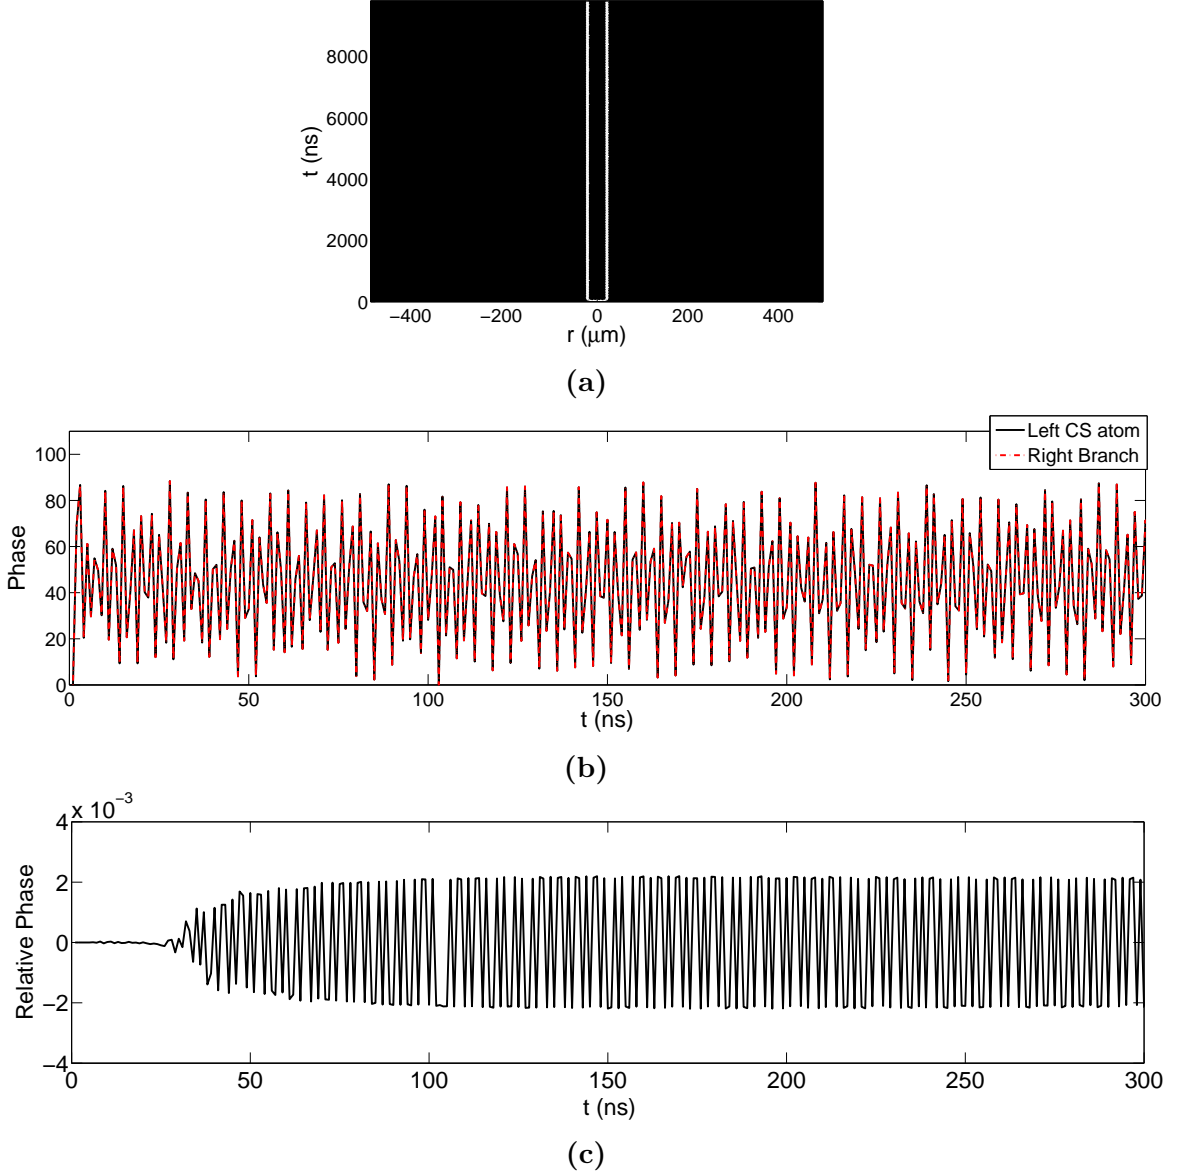 8000
6000
4000
2000
0
t (ns)
−400 −200 0 200 400
r (μm)
(a)
100
80
60
40
20
0
Phase
Left CS atom
Right Branch
0 50 100 150 200 250 300
t (ns)
(b)
x 10⁻³
4
2
0
−2
−4
Relative Phase
0 50 100 150 200 250 300
t (ns)
(c)